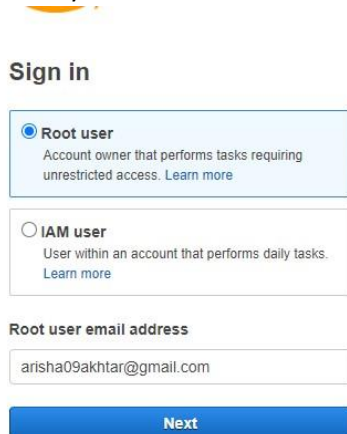 Sign in
Root user
Account owner that performs tasks requiring
unrestricted access. Learn more
IAM user
User within an account that performs daily tasks.
Learn more
Root user email address
arisha09akhtar@gmail.com
Next